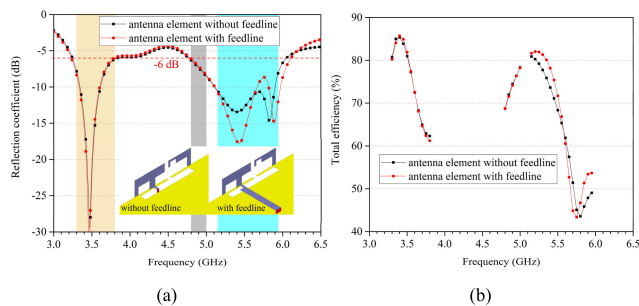 antenna element without feedline
antenna element with feedline
-6 dB
without feedline
with feedline
Reflection coefficient (dB)
0
-5
-10
-15
-20
-25
-30
3.0 3.5 4.0 4.5 5.0 5.5 6.0 6.5
Frequency (GHz)
(a)
Total efficiency (%)
90
80
70
60
50
40
antenna element without feedline
antenna element with feedline
3.0 3.5 4.0 4.5 5.0 5.5 6.0 6.5
Frequency (GHz)
(b)